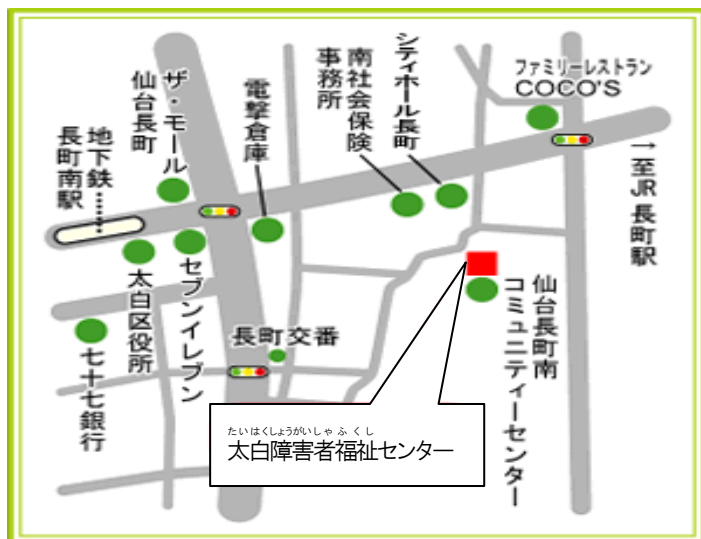 ザ・モール
仙台長町
電撃倉庫
南社会保険
事務所
シティホール長町
ファミリーレストラン
COCO'S
地下鉄
長町南駅
→至JR長町駅
太白区役所
セブンイレブン
七十七銀行
長町交番
仙台長町南
コミュニティーセンター
たいはくしょうがいしゃふくし
太白障害者福祉センター